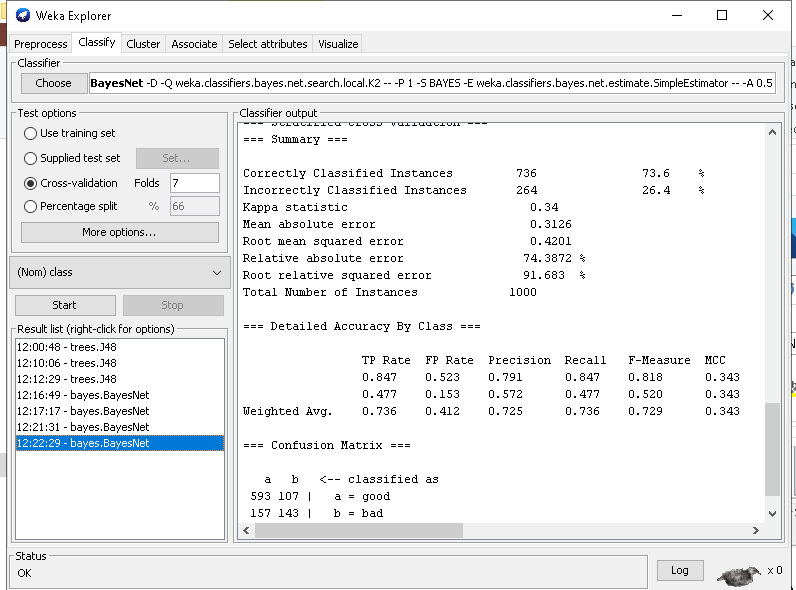 Weka Explorer
Preprocess Classify Cluster Associate Select attributes Visualize
Classifier
Choose BayesNet -D -Q weka.classifiers.bayes.net.search.local.K2 -- -P 1 -S BAYES -E weka.classifiers.bayes.net.estimate.SimpleEstimator -- -A 0.5
Test options
Use training set
Supplied test set Set...
Cross-validation Folds 7
Percentage split % 66
More options...
(Nom) class
Start Stop
Result list (right-click for options)
12:00:48 - trees.J48
12:10:06 - trees.J48
12:12:29 - trees.J48
12:16:49 - bayes.BayesNet
12:17:17 - bayes.BayesNet
12:21:31 - bayes.BayesNet
12:22:29 - bayes.BayesNet
Classifier output
=== Stratified cross-validation ===
=== Summary ===
Correctly Classified Instances 736 73.6 %
Incorrectly Classified Instances 264 26.4 %
Kappa statistic 0.34
Mean absolute error 0.3126
Root mean squared error 0.4201
Relative absolute error 74.3872 %
Root relative squared error 91.683 %
Total Number of Instances 1000
=== Detailed Accuracy By Class ===
TP Rate FP Rate Precision Recall F-Measure MCC
0.847 0.523 0.791 0.847 0.818 0.343
0.477 0.153 0.572 0.477 0.520 0.343
Weighted Avg. 0.736 0.412 0.725 0.736 0.729 0.343
=== Confusion Matrix ===
a b <-- classified as
593 107 | a = good
157 143 | b = bad
Status
OK
Log x 0